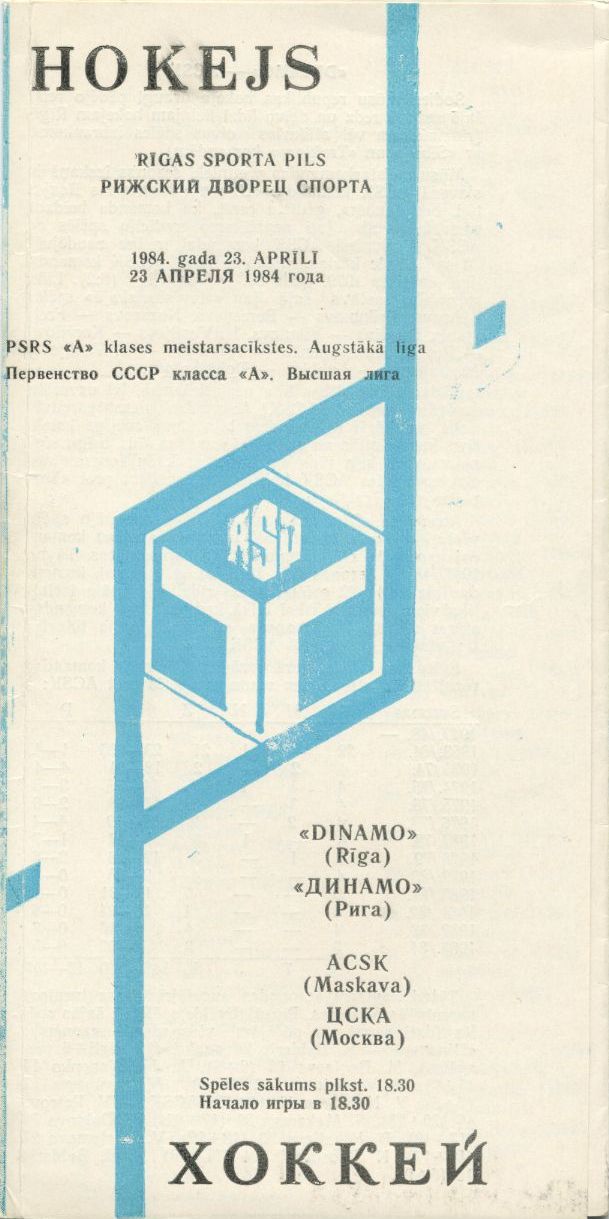 HOKEJS
RĪGAS SPORTA PILS
РИЖСКИЙ ДВОРЕЦ СПОРТА
1984. gada 23. APRĪLĪ
23 АПРЕЛЯ 1984 года
PSRS «A» klases meistarsacīkstes. Augstākā līga
Первенство СССР класса «А». Высшая лига
RSP
«DINAMO»
(Rīga)
«ДИНАМО»
(Рига)
ACSK
(Maskava)
ЦСКА
(Москва)
Spēles sākums plkst. 18.30
Начало игры в 18.30
ХОККЕЙ